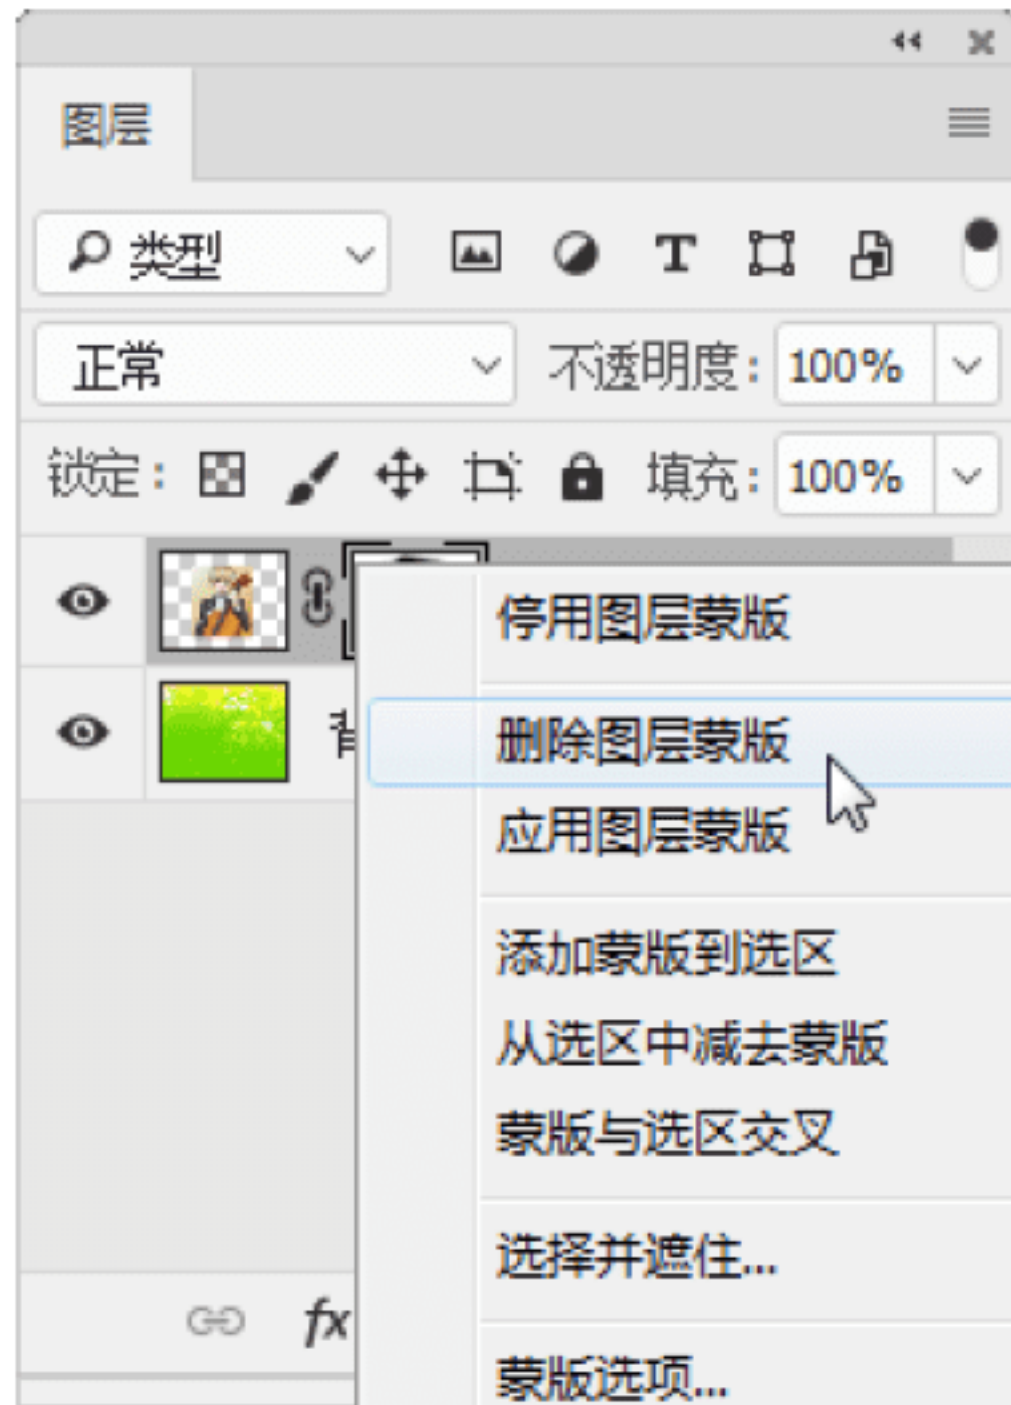 图层
类型
T
正常 不透明度: 100%
锁定: 填充: 100%
停用图层蒙版
删除图层蒙版
应用图层蒙版
添加蒙版到选区
从选区中减去蒙版
蒙版与选区交叉
选择并遮住...
fx
蒙版选项...